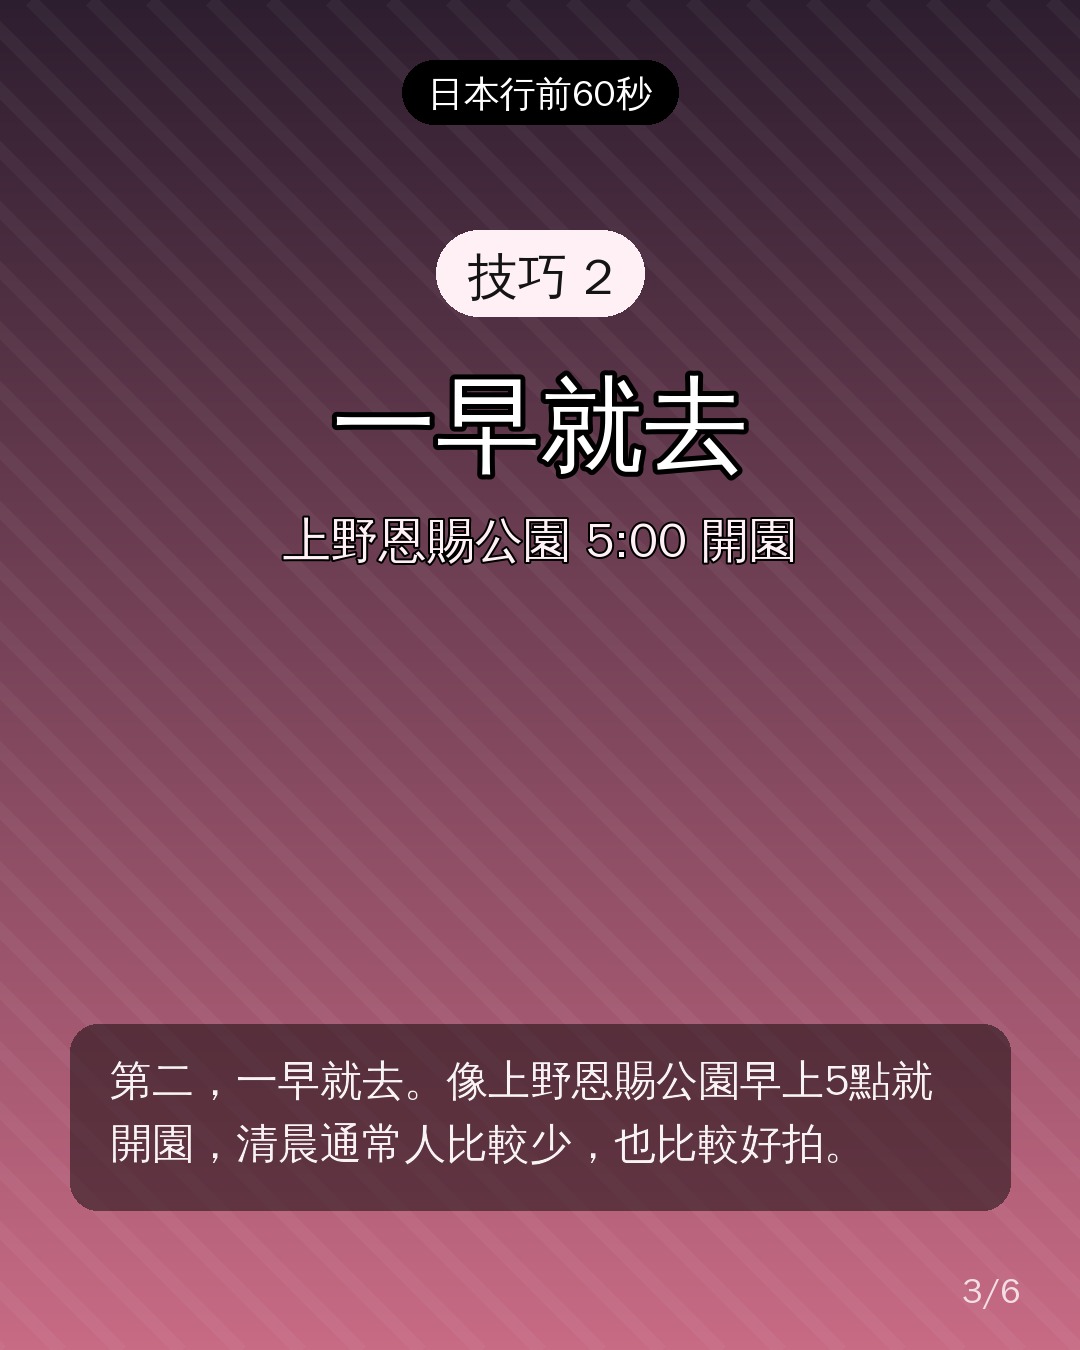 日本行前60秒
技巧 2
一早就去
上野恩賜公園 5:00 開園
第二，一早就去。像上野恩賜公園早上5點就
開園，清晨通常人比較少，也比較好拍。
3/6